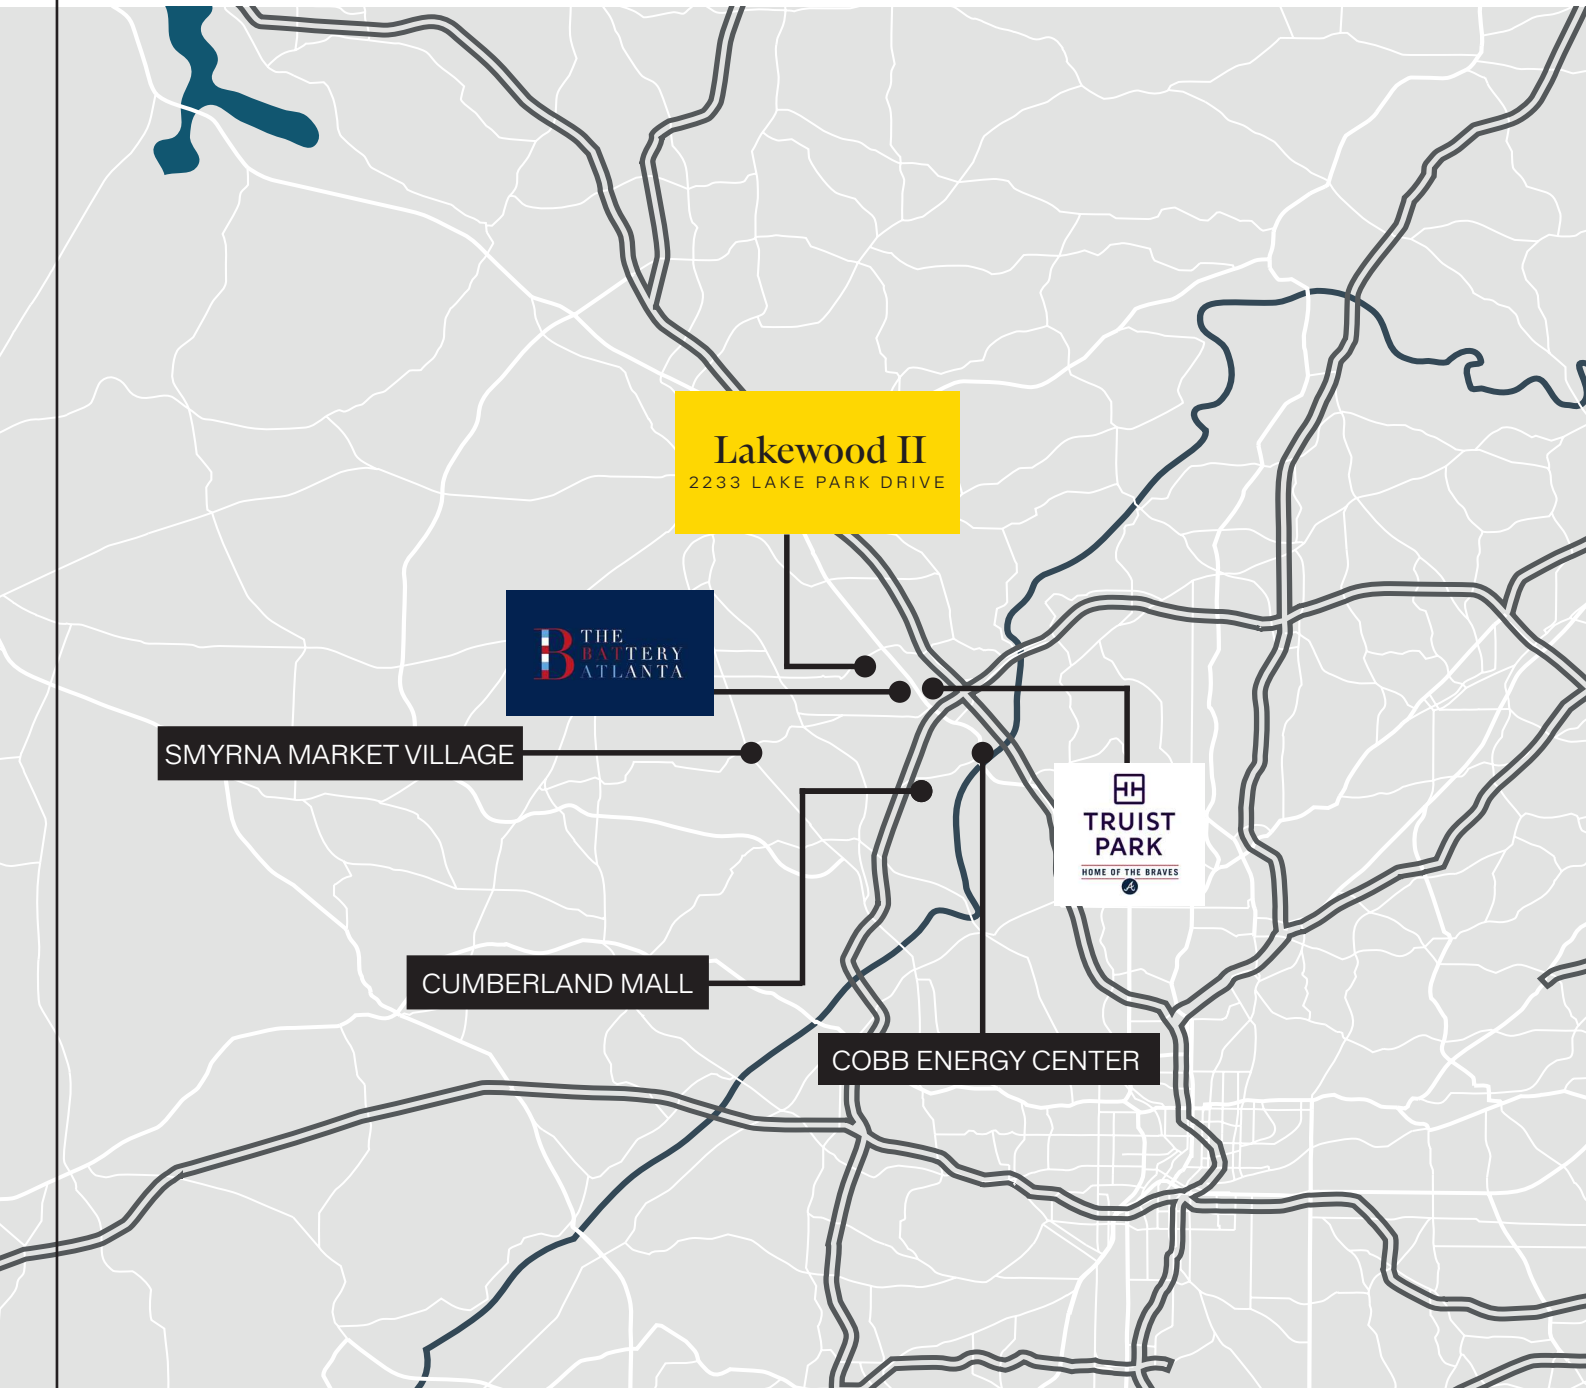 Lakewood II
2233 LAKE PARK DRIVE
THE
BATTERY
ATLANTA
SMYRNA MARKET VILLAGE
TRUIST
PARK
HOME OF THE BRAVES
CUMBERLAND MALL
COBB ENERGY CENTER